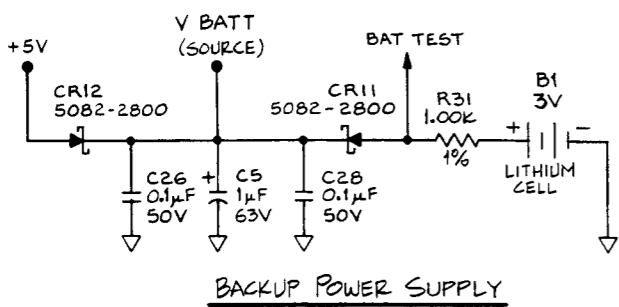 +5V
V BATT
(SOURCE)
BAT TEST
CR12
5082-2800
CR11
5082-2800
R31
1.00K
1%
B1
3V
+
-
LITHIUM
CELL
C26
0.1µF
50V
+
C5
1µF
63V
C28
0.1µF
50V
BACKUP POWER SUPPLY